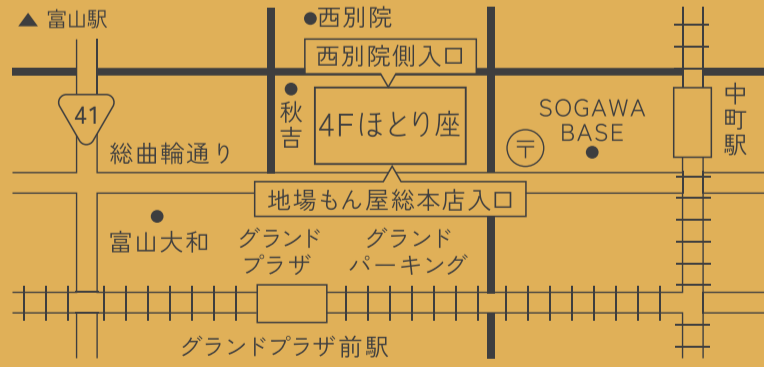 ▲ 富山駅
●西別院
西別院側入口
41
秋吉
4Fほとり座
SOGAWA
BASE
中町駅
〒
総曲輪通り
地場もん屋総本店入口
富山大和
グランド
プラザ
グランド
パーキング
グランドプラザ前駅